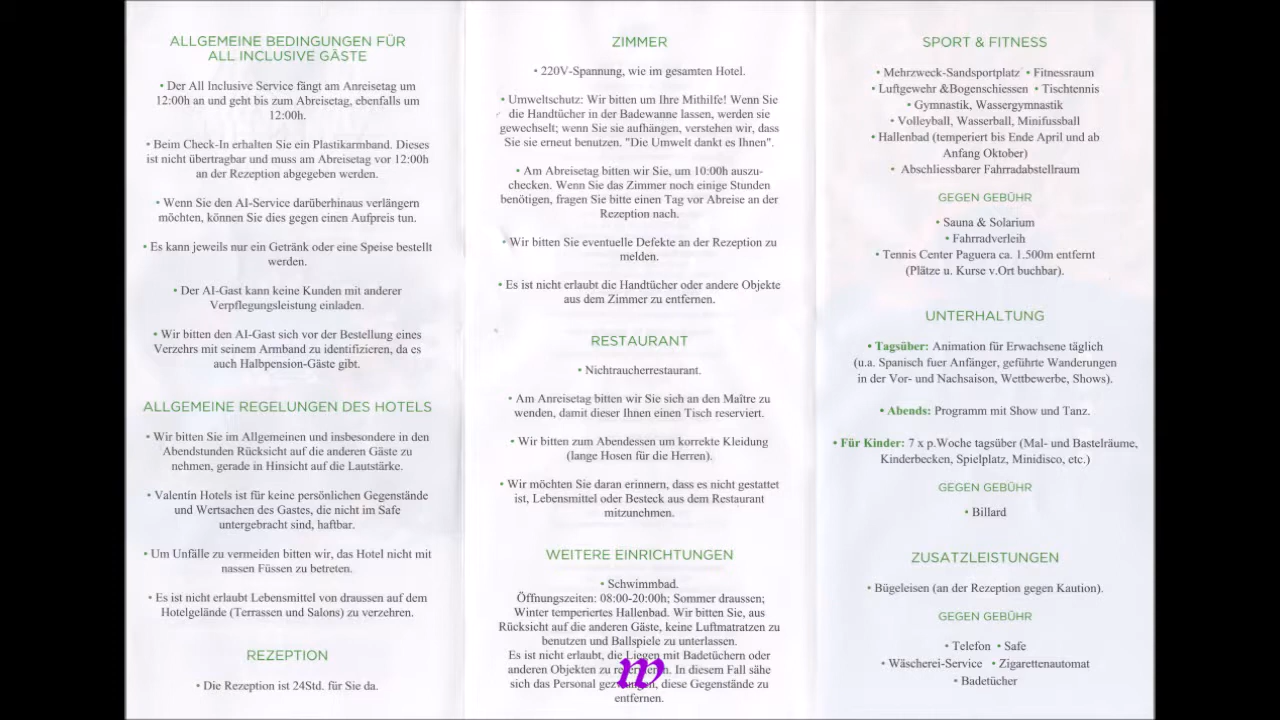 ALLGEMEINE BEDINGUNGEN FÜR
ALL INCLUSIVE GÄSTE
• Der All Inclusive Service fängt am Anreisetag um
12:00h an und geht bis zum Abreisetag, ebenfalls um
12:00h.
• Beim Check-In erhalten Sie ein Plastikarmband. Dieses
ist nicht übertragbar und muss am Abreisetag vor 12:00h
an der Rezeption abgegeben werden.
• Wenn Sie den AI-Service darüberhinaus verlängern
möchten, können Sie dies gegen einen Aufpreis tun.
• Es kann jeweils nur ein Getränk oder eine Speise bestellt
werden.
• Der AI-Gast kann keine Kunden mit anderer
Verpflegungsleistung einladen.
• Wir bitten den AI-Gast sich vor der Bestellung eines
Verzehrs mit seinem Armband zu identifizieren, da es
auch Halbpension-Gäste gibt.
ALLGEMEINE REGELUNGEN DES HOTELS
• Wir bitten Sie im Allgemeinen und insbesondere in den
Abendstunden Rücksicht auf die anderen Gäste zu
nehmen, gerade in Hinsicht auf die Lautstärke.
• Valentín Hotels ist für keine persönlichen Gegenstände
und Wertsachen des Gastes, die nicht im Safe
untergebracht sind, haftbar.
• Um Unfälle zu vermeiden bitten wir, das Hotel nicht mit
nassen Füssen zu betreten.
• Es ist nicht erlaubt Lebensmittel von draussen auf dem
Hotelgelände (Terrassen und Salons) zu verzehren.
REZEPTION
• Die Rezeption ist 24Std. für Sie da.
ZIMMER
• 220V-Spannung, wie im gesamten Hotel.
• Umweltschutz: Wir bitten um Ihre Mithilfe! Wenn Sie
die Handtücher in der Badewanne lassen, werden sie
gewechselt; wenn Sie sie aufhängen, verstehen wir, dass
Sie sie erneut benutzen. "Die Umwelt dankt es Ihnen".
• Am Abreisetag bitten wir Sie, um 10:00h auszu-
checken. Wenn Sie das Zimmer noch einige Stunden
benötigen, fragen Sie bitte einen Tag vor Abreise an der
Rezeption nach.
• Wir bitten Sie eventuelle Defekte an der Rezeption zu
melden.
• Es ist nicht erlaubt die Handtücher oder andere Objekte
aus dem Zimmer zu entfernen.
RESTAURANT
• Nichtraucherrestaurant.
• Am Anreisetag bitten wir Sie sich an den Maître zu
wenden, damit dieser Ihnen einen Tisch reserviert.
• Wir bitten zum Abendessen um korrekte Kleidung
(lange Hosen für die Herren).
• Wir möchten Sie daran erinnern, dass es nicht gestattet
ist, Lebensmittel oder Besteck aus dem Restaurant
mitzunehmen.
WEITERE EINRICHTUNGEN
• Schwimmbad.
Öffnungszeiten: 08:00-20:00h; Sommer draussen;
Winter temperiertes Hallenbad. Wir bitten Sie, aus
Rücksicht auf die anderen Gäste, keine Luftmatratzen zu
benutzen und Ballspiele zu unterlassen.
Es ist nicht erlaubt, die Liegen mit Badetüchern oder
anderen Objekten zu reservieren. In diesem Fall sähe
sich das Personal gezwungen, diese Gegenstände zu
entfernen.
w
SPORT & FITNESS
• Mehrzweck-Sandsportplatz • Fitnessraum
• Luftgewehr &Bogenschiessen • Tischtennis
• Gymnastik, Wassergymnastik
• Volleyball, Wasserball, Minifussball
• Hallenbad (temperiert bis Ende April und ab
Anfang Oktober)
• Abschliessbarer Fahrradabstellraum
GEGEN GEBÜHR
• Sauna & Solarium
• Fahrradverleih
• Tennis Center Paguera ca. 1.500m entfernt
(Plätze u. Kurse v.Ort buchbar).
UNTERHALTUNG
• Tagsüber: Animation für Erwachsene täglich
(u.a. Spanisch fuer Anfänger, geführte Wanderungen
in der Vor- und Nachsaison, Wettbewerbe, Shows).
• Abends: Programm mit Show und Tanz.
• Für Kinder: 7 x p.Woche tagsüber (Mal- und Bastelräume,
Kinderbecken, Spielplatz, Minidisco, etc.)
GEGEN GEBÜHR
• Billard
ZUSATZLEISTUNGEN
• Bügeleisen (an der Rezeption gegen Kaution).
GEGEN GEBÜHR
• Telefon • Safe
• Wäscherei-Service • Zigarettenautomat
• Badetücher